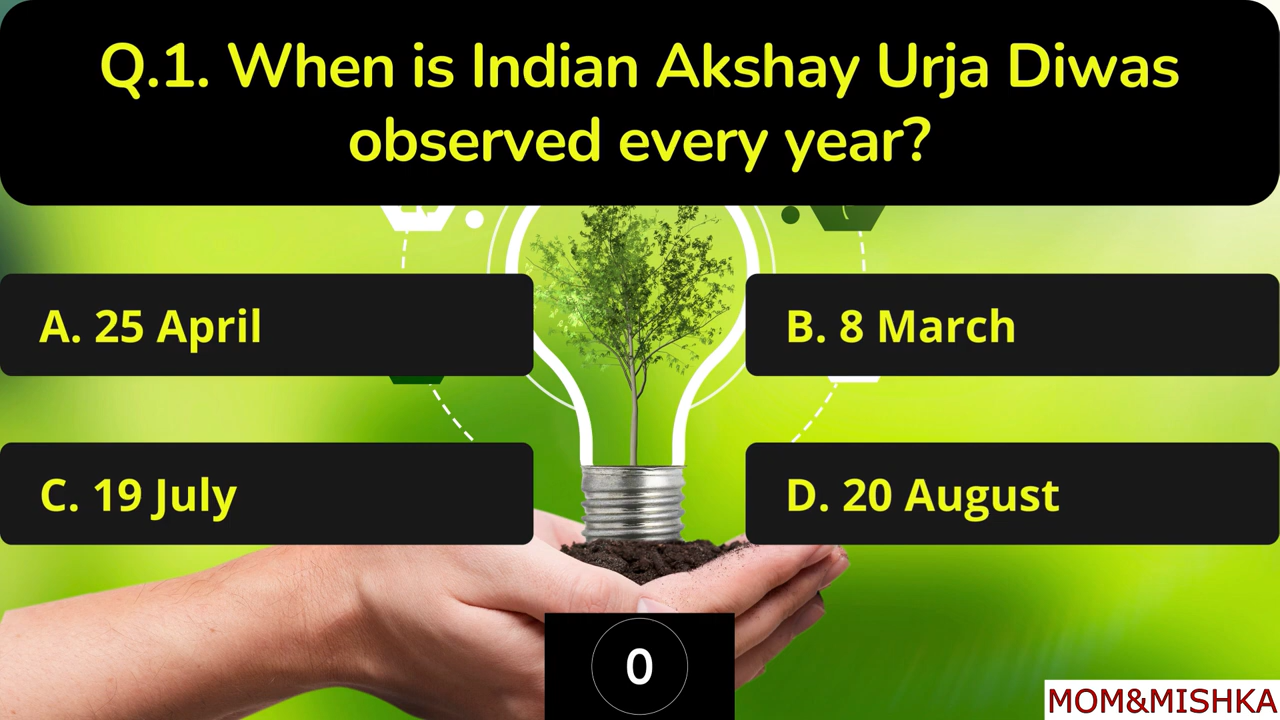 Q.1. When is Indian Akshay Urja Diwas
observed every year?
A. 25 April
B. 8 March
C. 19 July
D. 20 August
0
MOM&MISHKA